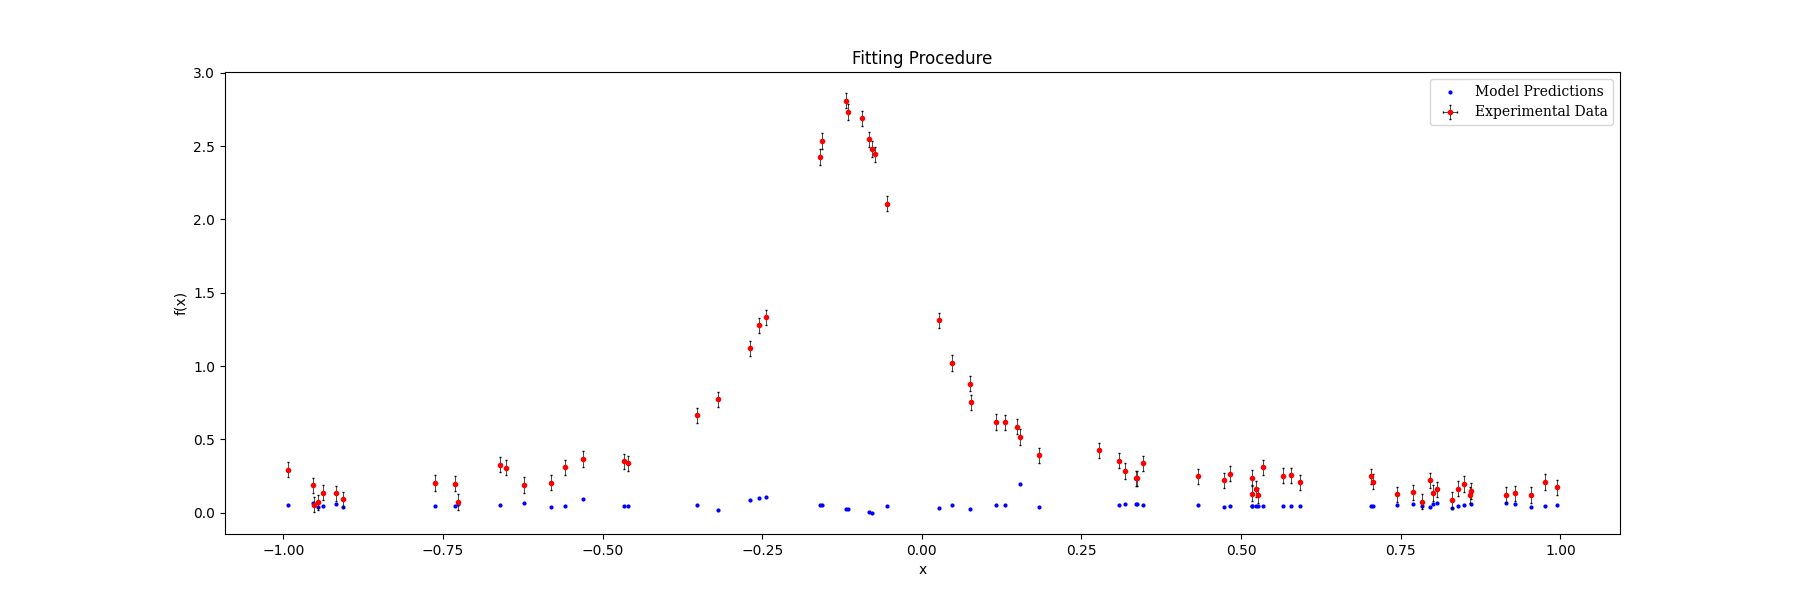 Fitting Procedure
Model Predictions
Experimental Data
f(x)
3.0
2.5
2.0
1.5
1.0
0.5
0.0
−1.00 −0.75 −0.50 −0.25 0.00 0.25 0.50 0.75 1.00
x